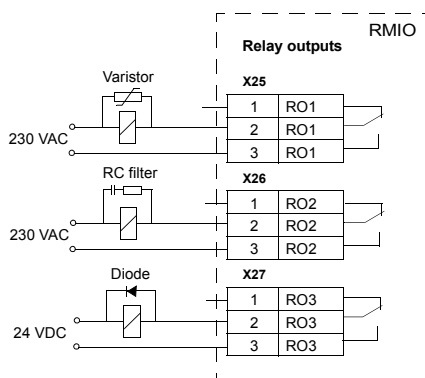 RMIO
Relay outputs
Varistor
X25
1 RO1
2 RO1
3 RO1
230 VAC
RC filter
X26
1 RO2
2 RO2
3 RO2
230 VAC
Diode
X27
1 RO3
2 RO3
3 RO3
24 VDC